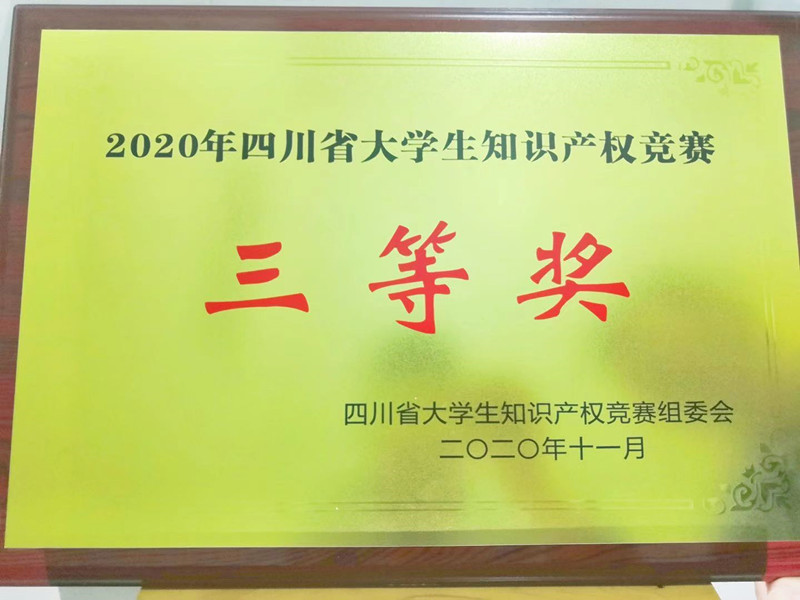 2020年四川省大学生知识产权竞赛
三等奖
四川省大学生知识产权竞赛组委会
二〇二〇年十一月